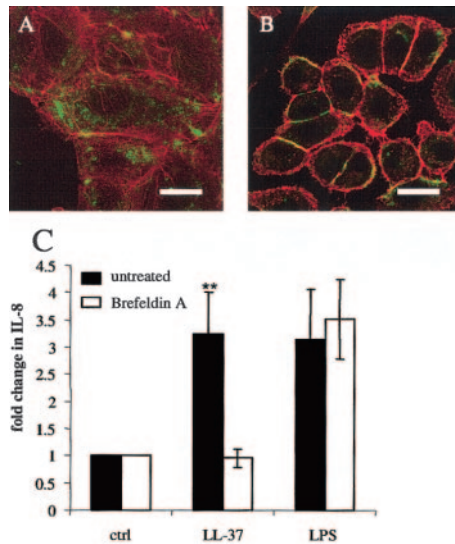 A
B
C
fold change in IL-8
4.5
4
3.5
3
2.5
2
1.5
1
0.5
0
untreated
Brefeldin A
**
ctrl
LL-37
LPS